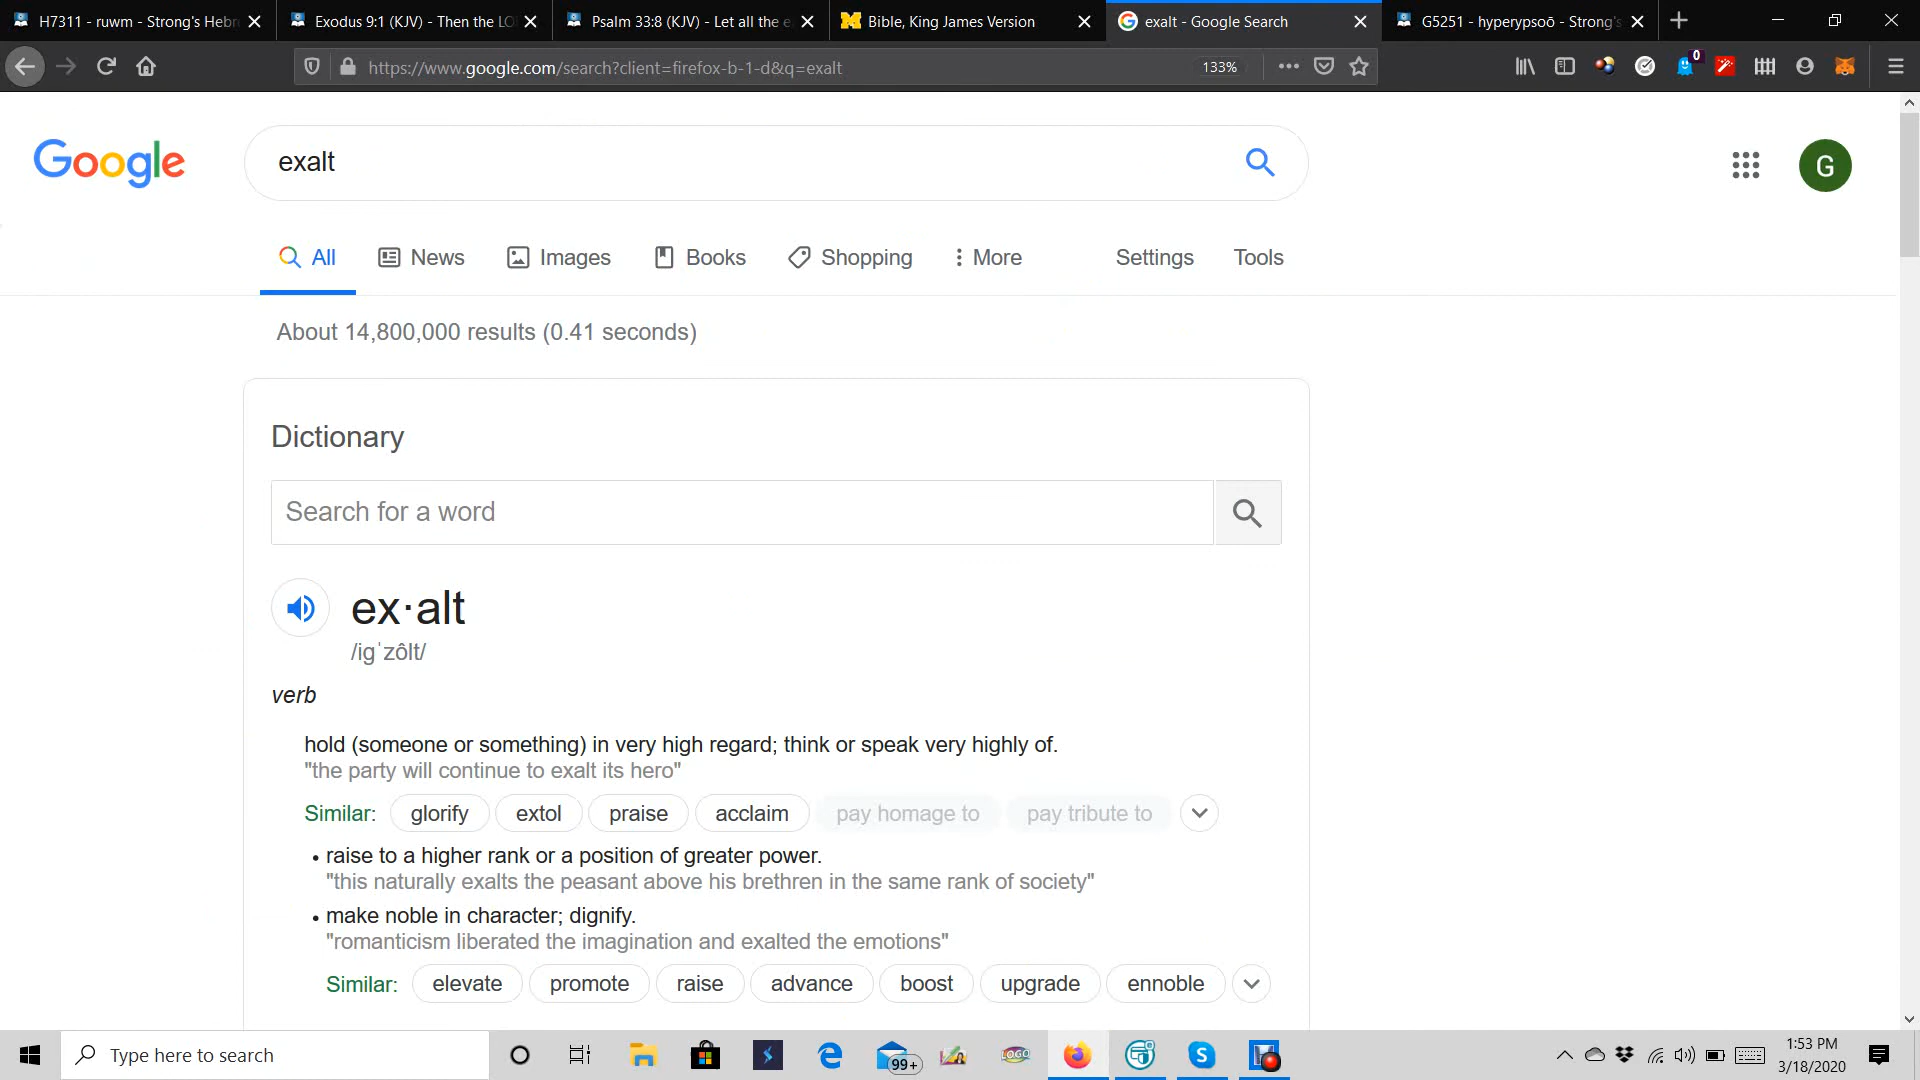 H7311 - ruwm - Strong's Hebr
Exodus 9:1 (KJV) - Then the LO
Psalm 33:8 (KJV) - Let all the e
Bible, King James Version
exalt - Google Search
G5251 - hyperypsoō - Strong's
https://www.google.com/search?client=firefox-b-1-d&q=exalt
133%
0
Google
exalt
G
All
News
Images
Books
Shopping
More
Settings
Tools
About 14,800,000 results (0.41 seconds)
Dictionary
Search for a word
ex·alt
/igˈzôlt/
verb
hold (someone or something) in very high regard; think or speak very highly of.
"the party will continue to exalt its hero"
Similar: glorify extol praise acclaim pay homage to pay tribute to
• raise to a higher rank or a position of greater power.
"this naturally exalts the peasant above his brethren in the same rank of society"
• make noble in character; dignify.
"romanticism liberated the imagination and exalted the emotions"
Similar: elevate promote raise advance boost upgrade ennoble
Type here to search
99+
LOGO
1:53 PM
3/18/2020